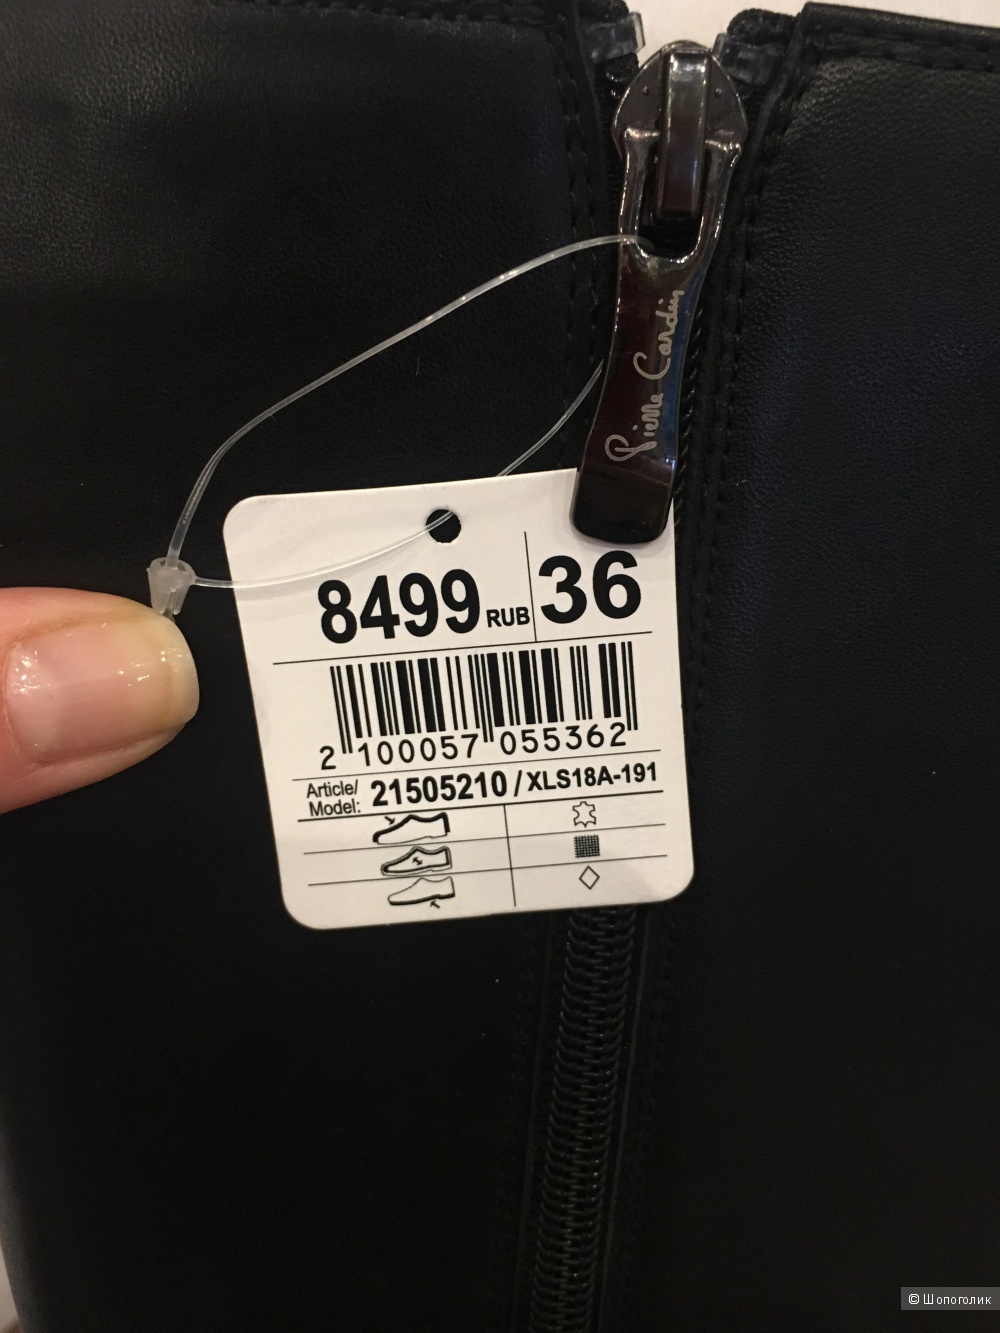 Pierre Cardin
8499 RUB 36
2 100057 055362
Article/
Model: 21505210 / XLS18A-191
© Шопоголик